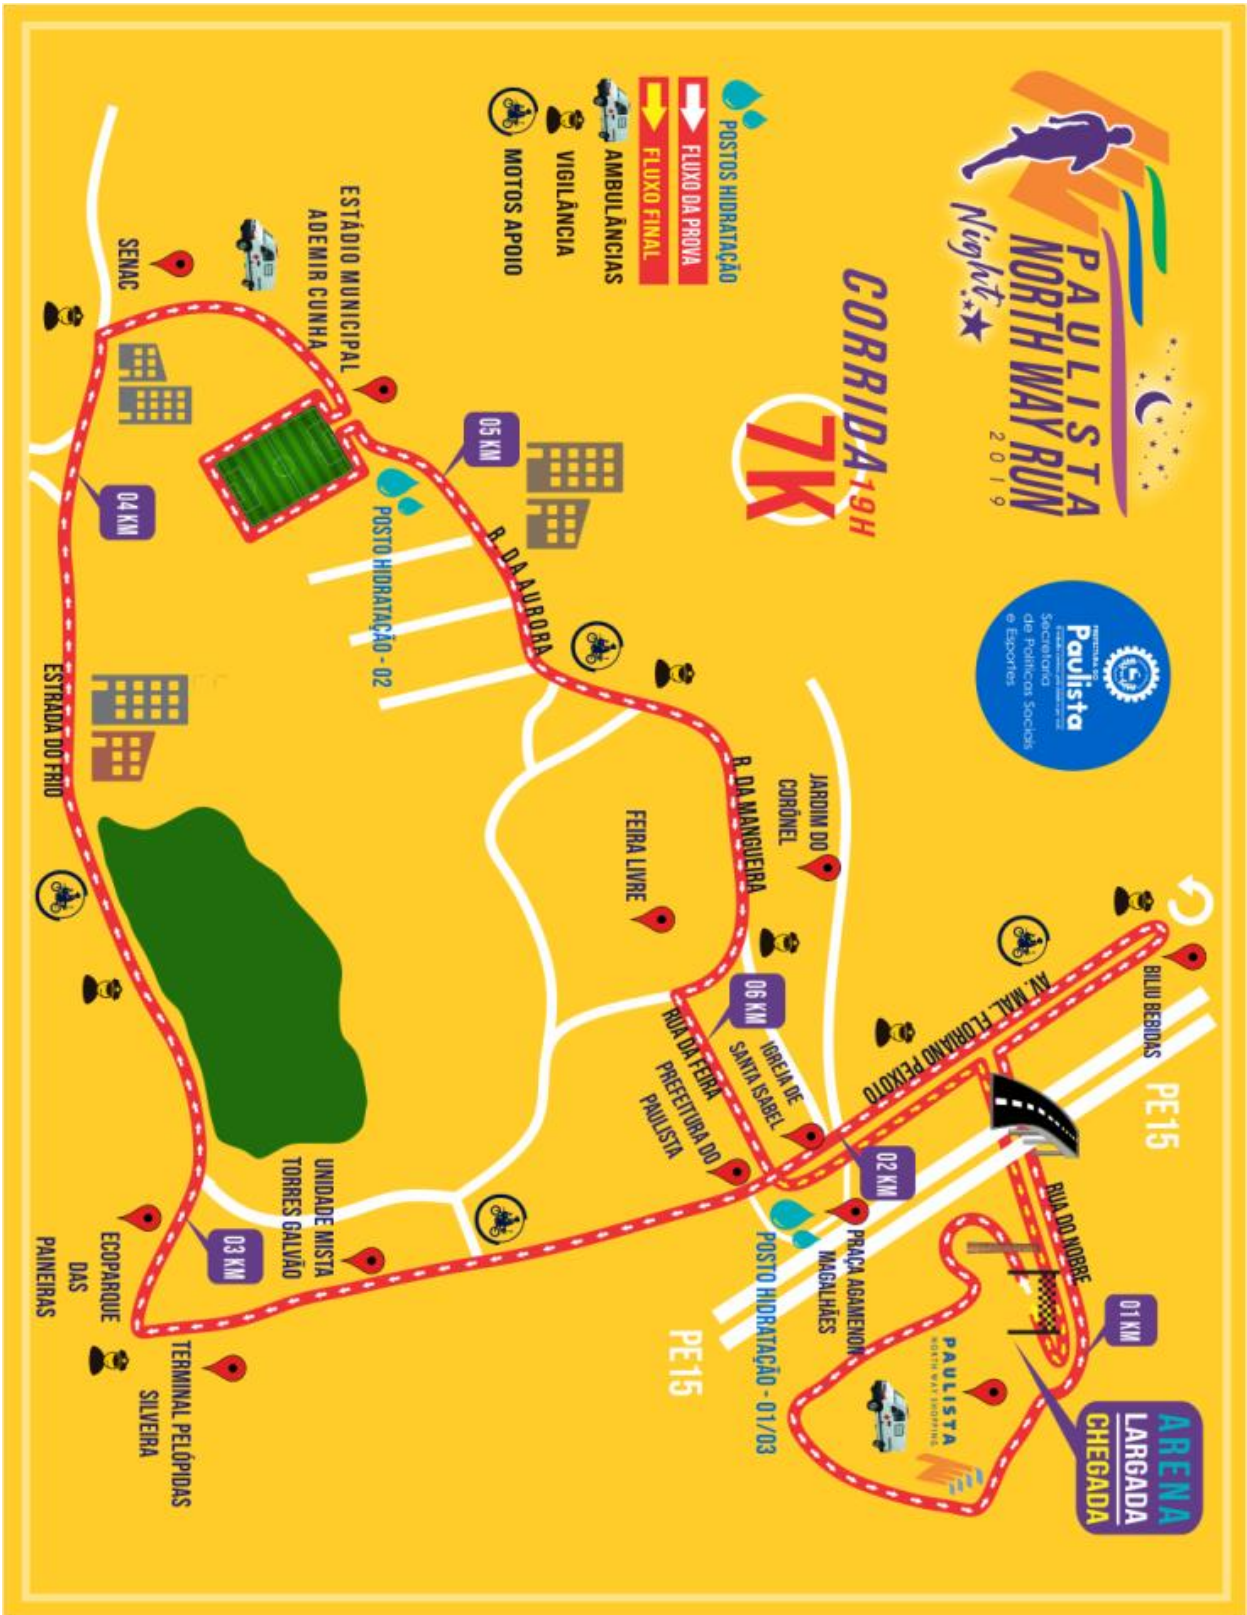 PAULISTA
NORTH WAY RUN
Night
2019
CORRIDA 19H
7K
POSTOS HIDRATAÇÃO
FLUXO DA PROVA
FLUXO FINAL
AMBULÂNCIAS
VIGILÂNCIA
MOTOS APOIO
PREFEITURA DO
Paulista
Secretaria
de Políticas Sociais
e Esportes
BILIU BEBIDAS
PE15
AV. MAL. FLORIANO PEIXOTO
JARDIM DO
CORÔNEL
R. DA MANGUEIRA
FEIRA LIVRE
06 KM
IGREJA DE
SANTA ISABEL
RUA DA FEIRA
PREFEITURA DO
PAULISTA
02 KM
PRAÇA AGAMENON
MAGALHÃES
POSTO HIDRATAÇÃO - 01/03
PE15
RUA DO NOBRE
01 KM
ARENA
LARGADA
CHEGADA
PAULISTA
NORTH WAY SHOPPING
05 KM
R. DA AURORA
POSTO HIDRATAÇÃO - 02
ESTÁDIO MUNICIPAL
ADEMIR CUNHA
SENAC
04 KM
ESTRADA DO FRIO
UNIDADE MISTA
TORRES GALVÃO
03 KM
ECOPARQUE
DAS
PAINEIRAS
TERMINAL PELÓPIDAS
SILVEIRA